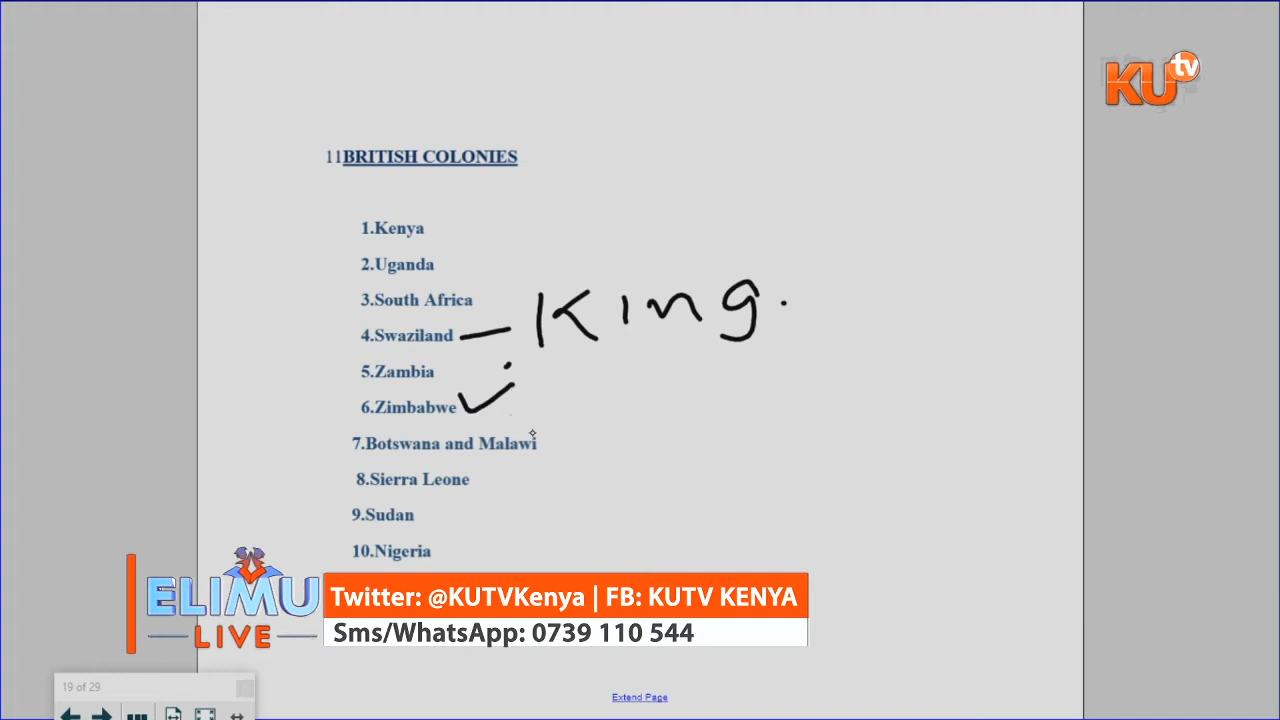 KU tv
11BRITISH COLONIES
1.Kenya
2.Uganda
3.South Africa
4.Swaziland – King.
5.Zambia
6.Zimbabwe
7.Botswana and Malawi
8.Sierra Leone
9.Sudan
10.Nigeria
ELIMU
LIVE
Twitter: @KUTVKenya | FB: KUTV KENYA
Sms/WhatsApp: 0739 110 544
19 of 29
Extend Page